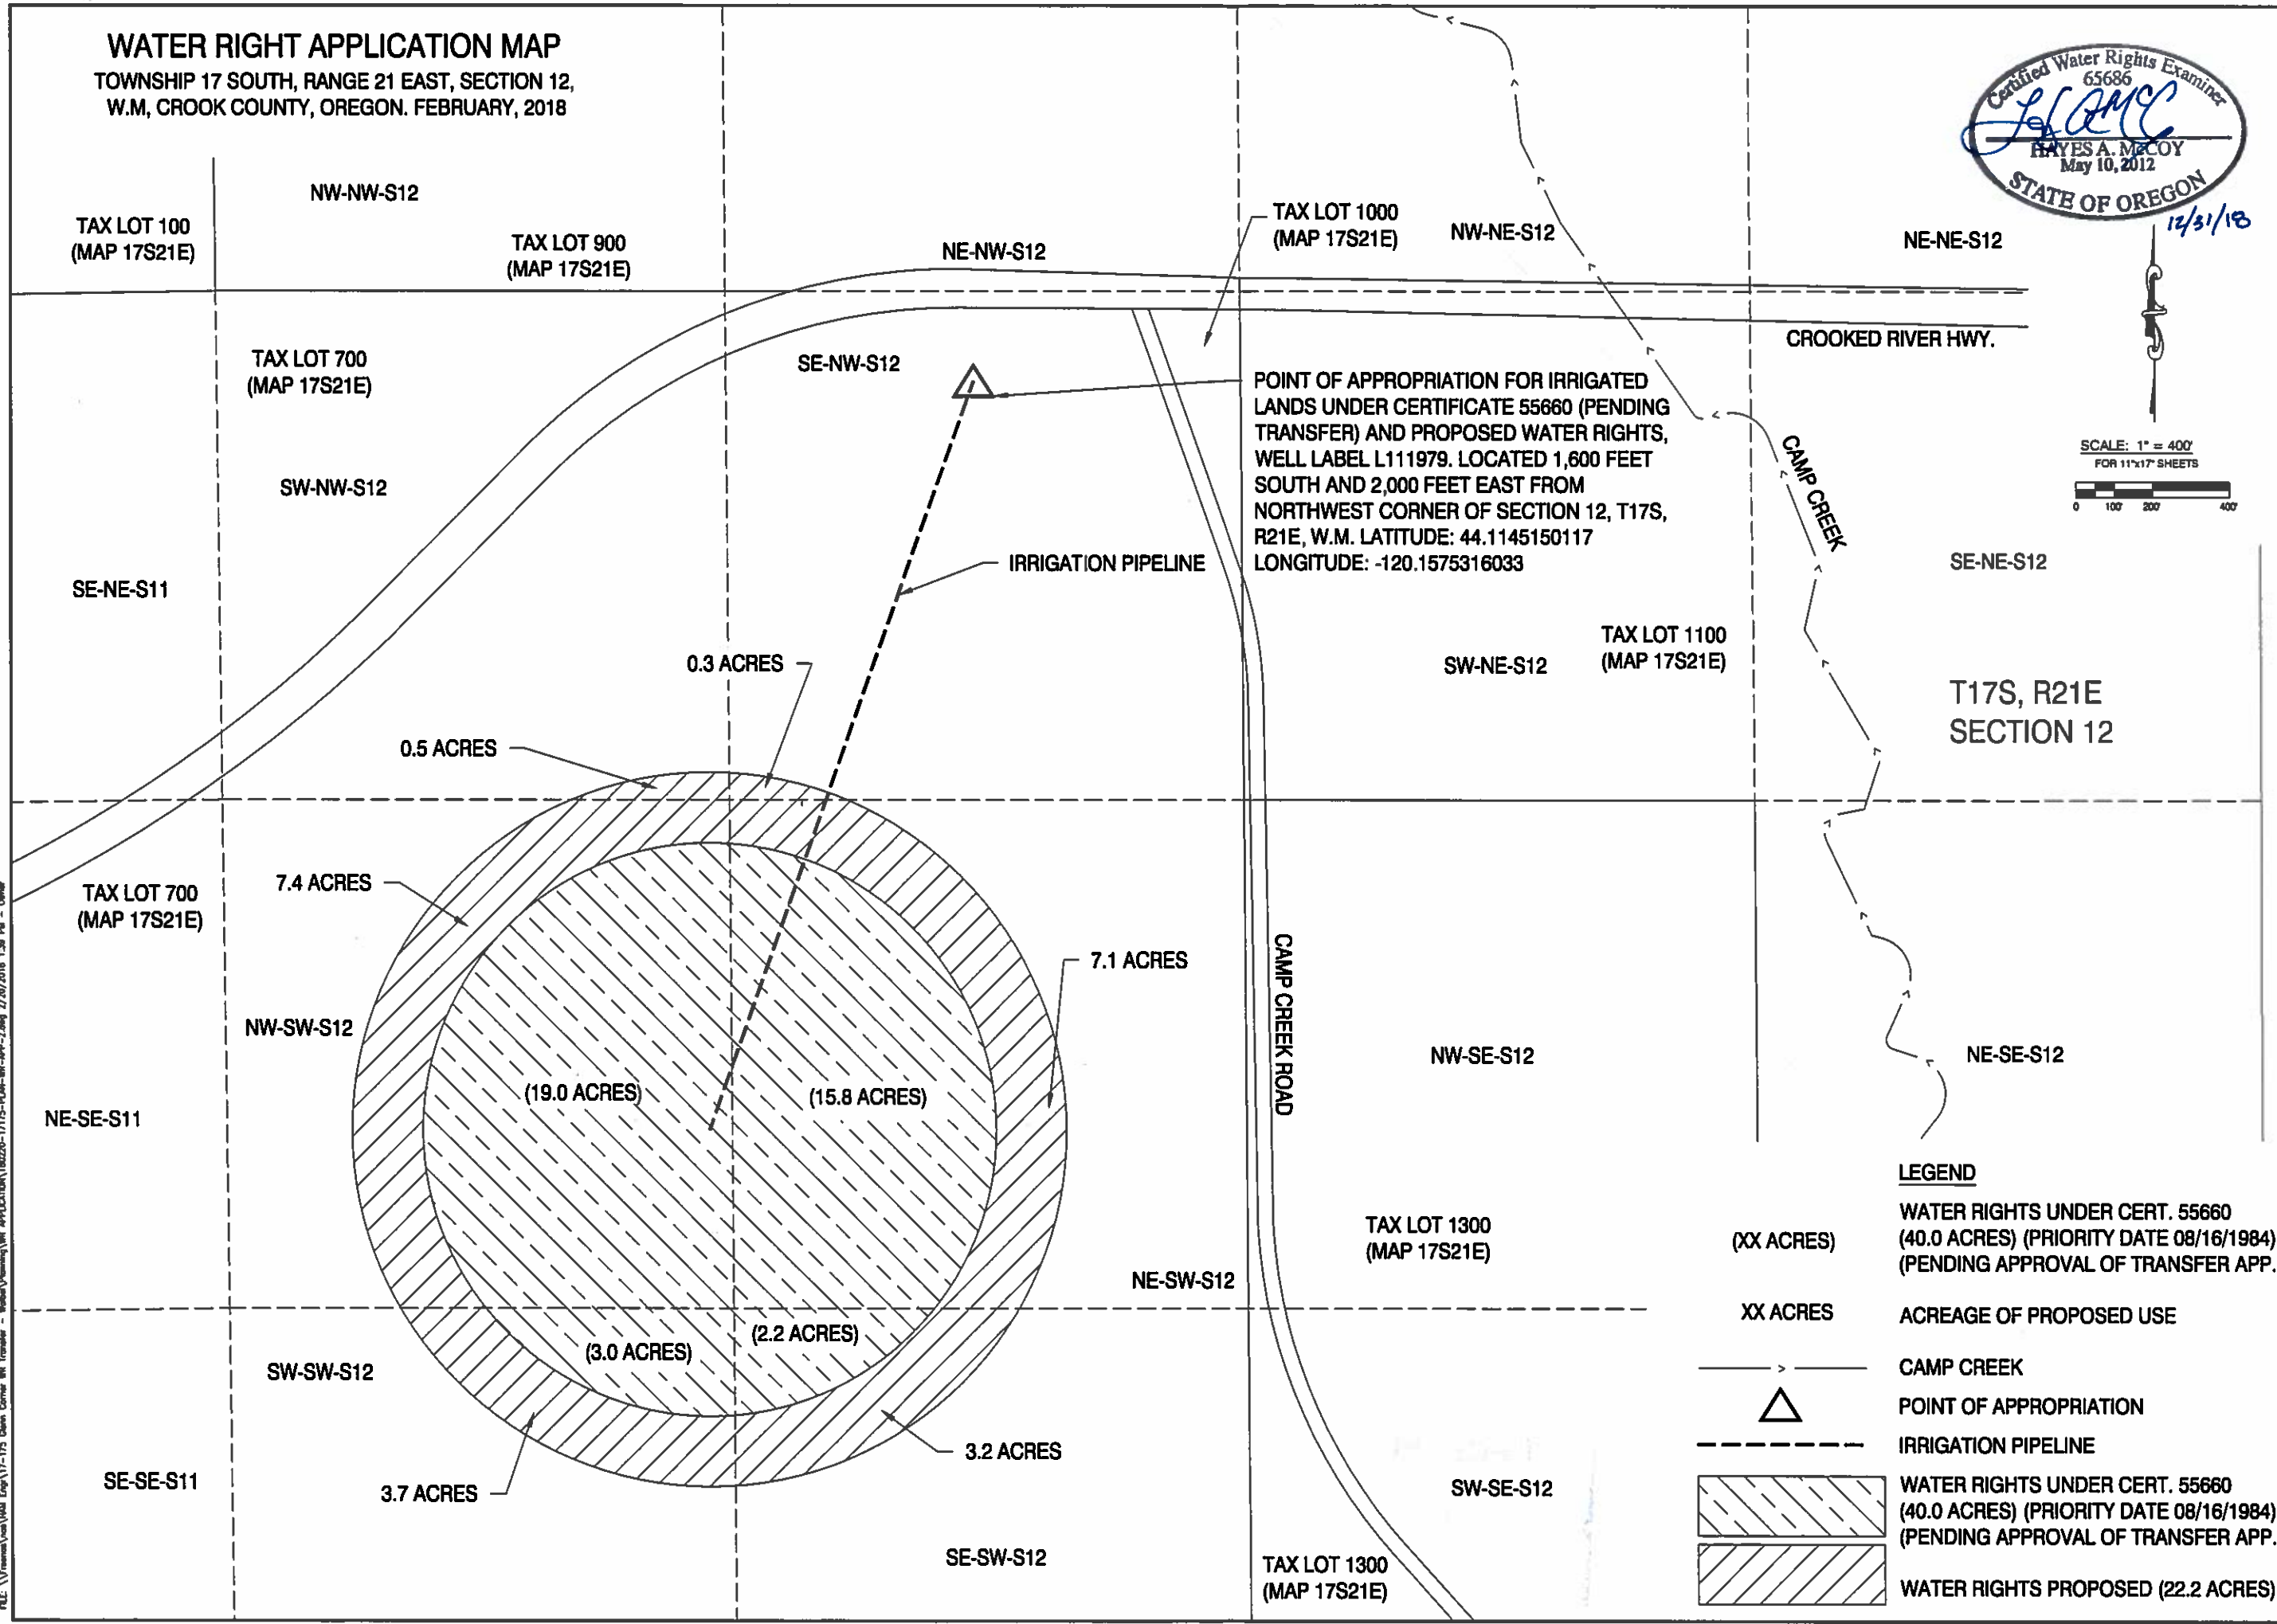 WATER RIGHT APPLICATION MAP
TOWNSHIP 17 SOUTH, RANGE 21 EAST, SECTION 12,
W.M, CROOK COUNTY, OREGON. FEBRUARY, 2018
Certified Water Rights Examiner
65686
HAYES A. McCOY
May 10, 2012
STATE OF OREGON
12/31/18
NW-NW-S12
TAX LOT 100
(MAP 17S21E)
TAX LOT 900
(MAP 17S21E)
NE-NW-S12
TAX LOT 1000
(MAP 17S21E)
NW-NE-S12
NE-NE-S12
CROOKED RIVER HWY.
TAX LOT 700
(MAP 17S21E)
SE-NW-S12
POINT OF APPROPRIATION FOR IRRIGATED
LANDS UNDER CERTIFICATE 55660 (PENDING
TRANSFER) AND PROPOSED WATER RIGHTS,
WELL LABEL L111979. LOCATED 1,600 FEET
SOUTH AND 2,000 FEET EAST FROM
NORTHWEST CORNER OF SECTION 12, T17S,
R21E, W.M. LATITUDE: 44.1145150117
LONGITUDE: -120.1575316033
CAMP CREEK
SCALE: 1" = 400'
FOR 11"x17" SHEETS
0 100' 200' 400'
SW-NW-S12
IRRIGATION PIPELINE
SE-NE-S11
SE-NE-S12
0.3 ACRES
SW-NE-S12
TAX LOT 1100
(MAP 17S21E)
T17S, R21E
SECTION 12
0.5 ACRES
7.4 ACRES
TAX LOT 700
(MAP 17S21E)
7.1 ACRES
CAMP CREEK ROAD
NW-SW-S12
NW-SE-S12
NE-SE-S12
(19.0 ACRES)
(15.8 ACRES)
NE-SE-S11
TAX LOT 1300
(MAP 17S21E)
NE-SW-S12
(3.0 ACRES)
(2.2 ACRES)
SW-SW-S12
3.2 ACRES
3.7 ACRES
SE-SE-S11
SW-SE-S12
SE-SW-S12
TAX LOT 1300
(MAP 17S21E)
LEGEND
(XX ACRES)
WATER RIGHTS UNDER CERT. 55660
(40.0 ACRES) (PRIORITY DATE 08/16/1984)
(PENDING APPROVAL OF TRANSFER APP.
XX ACRES
ACREAGE OF PROPOSED USE
CAMP CREEK
POINT OF APPROPRIATION
IRRIGATION PIPELINE
WATER RIGHTS UNDER CERT. 55660
(40.0 ACRES) (PRIORITY DATE 08/16/1984)
(PENDING APPROVAL OF TRANSFER APP.
WATER RIGHTS PROPOSED (22.2 ACRES)